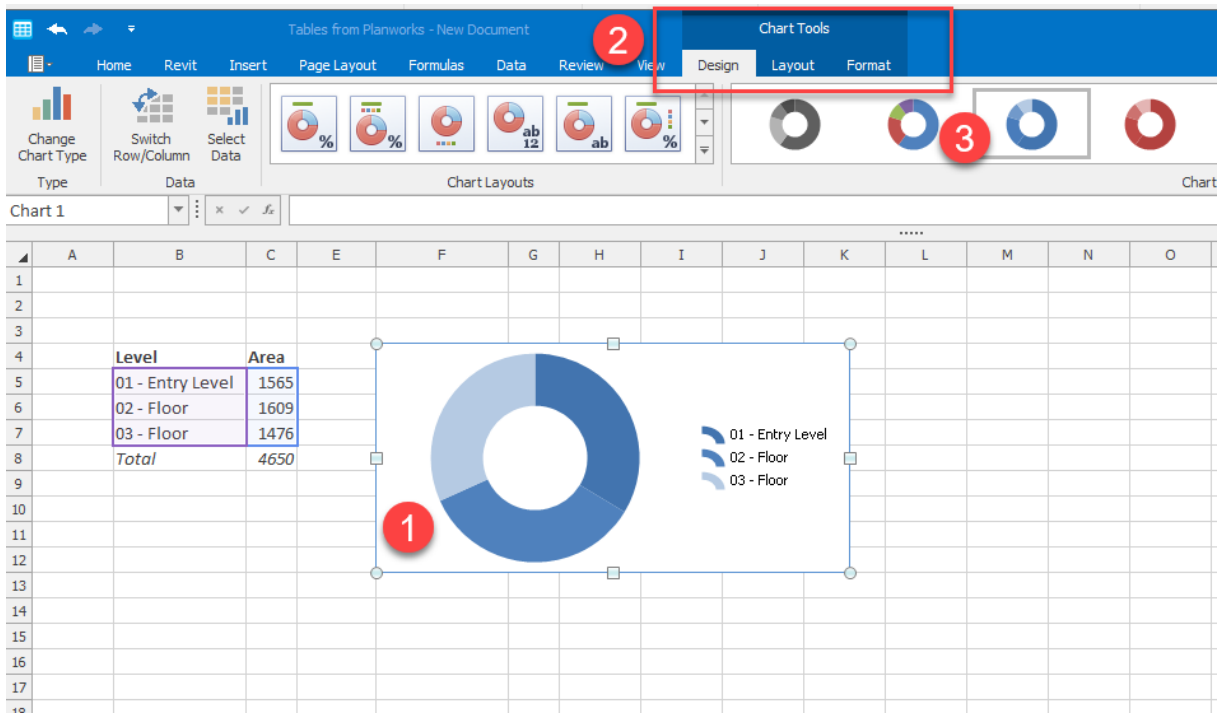 Tables from Planworks - New Document
2
Chart Tools
Home Revit Insert Page Layout Formulas Data Review View Design Layout Format
% % ab 12 ab %
3
Change Chart Type
Switch Row/Column
Select Data
Type Data Chart Layouts Chart
Chart 1 fx
A B C E F G H I J K L M N O
1
2
3
4 Level Area
5 01 - Entry Level 1565
6 02 - Floor 1609
7 03 - Floor 1476
8 Total 4650
01 - Entry Level
02 - Floor
03 - Floor
9
10
1
11
12
13
14
15
16
17
18